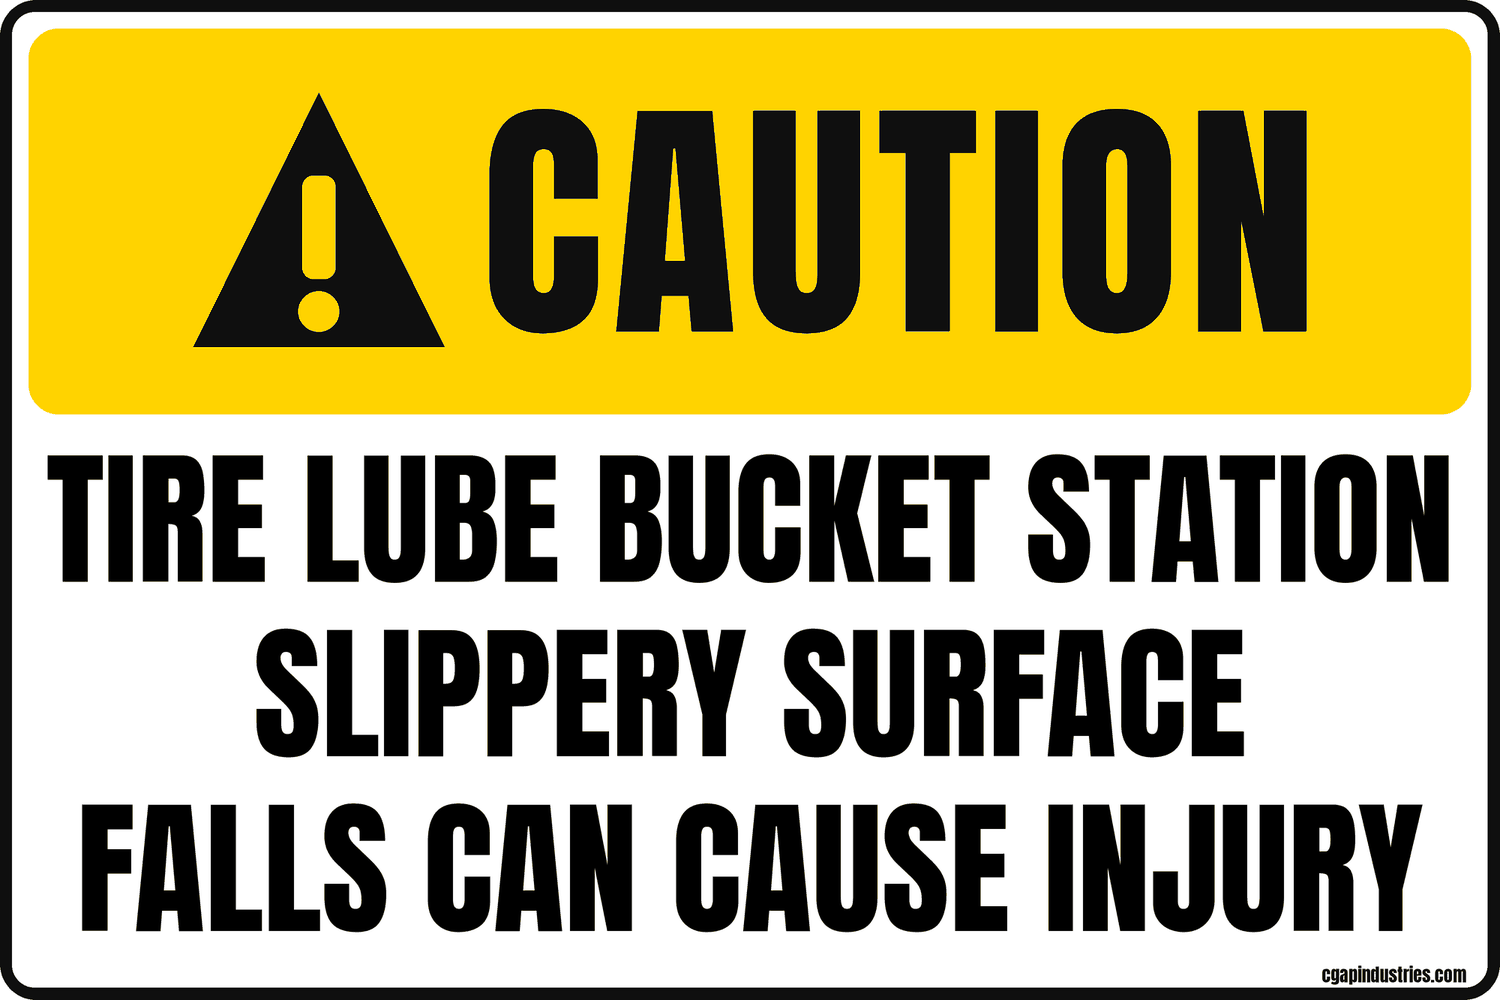 CAUTION
TIRE LUBE BUCKET STATION
SLIPPERY SURFACE
FALLS CAN CAUSE INJURY
cgapindustries.com